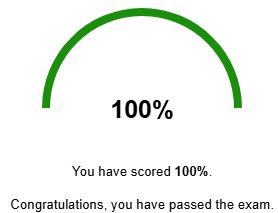 100%
You have scored 100%.
Congratulations, you have passed the exam.